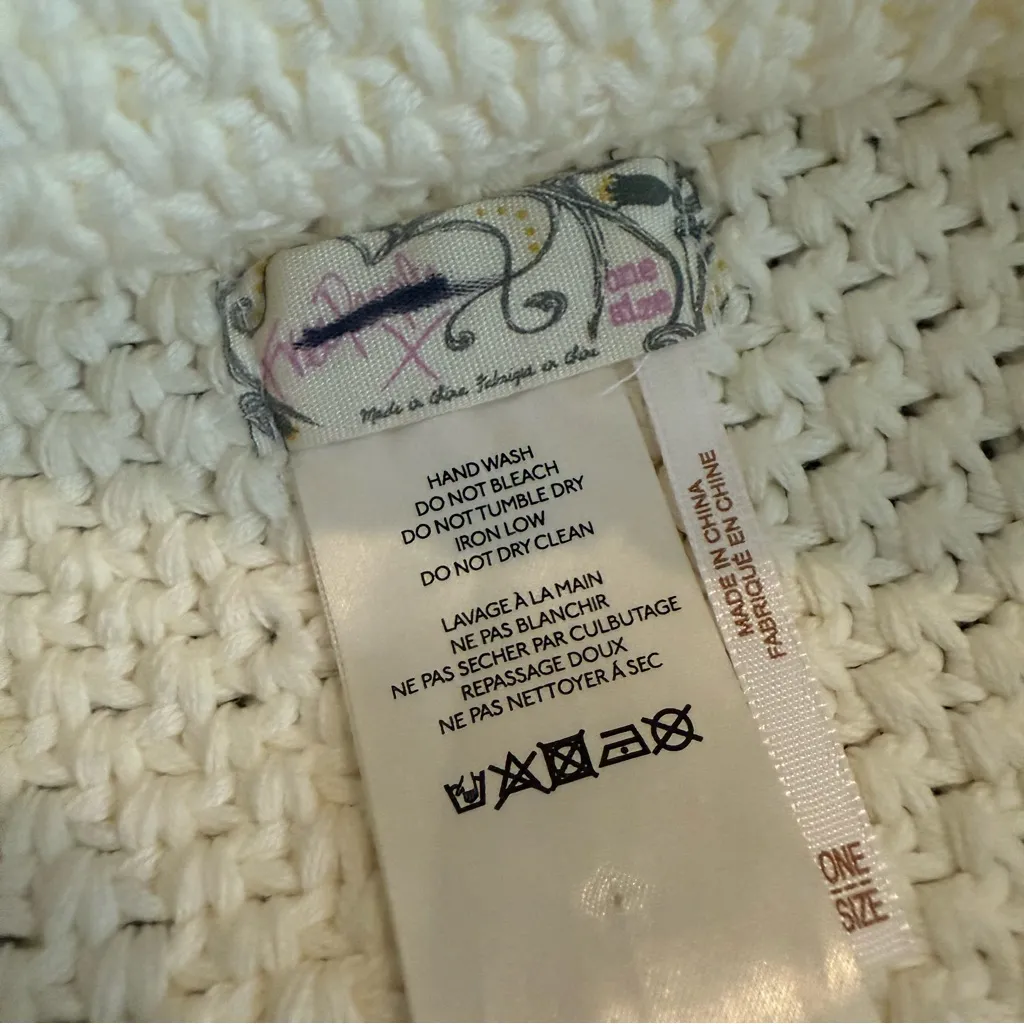 one
size
Made in China. Fabriqué en Chine
HAND WASH
DO NOT BLEACH
DO NOT TUMBLE DRY
IRON LOW
DO NOT DRY CLEAN
LAVAGE À LA MAIN
NE PAS BLANCHIR
NE PAS SECHER PAR CULBUTAGE
REPASSAGE DOUX
NE PAS NETTOYER Á SEC
MADE IN CHINA
FABRIQUÉ EN CHINE
ONE
SIZE